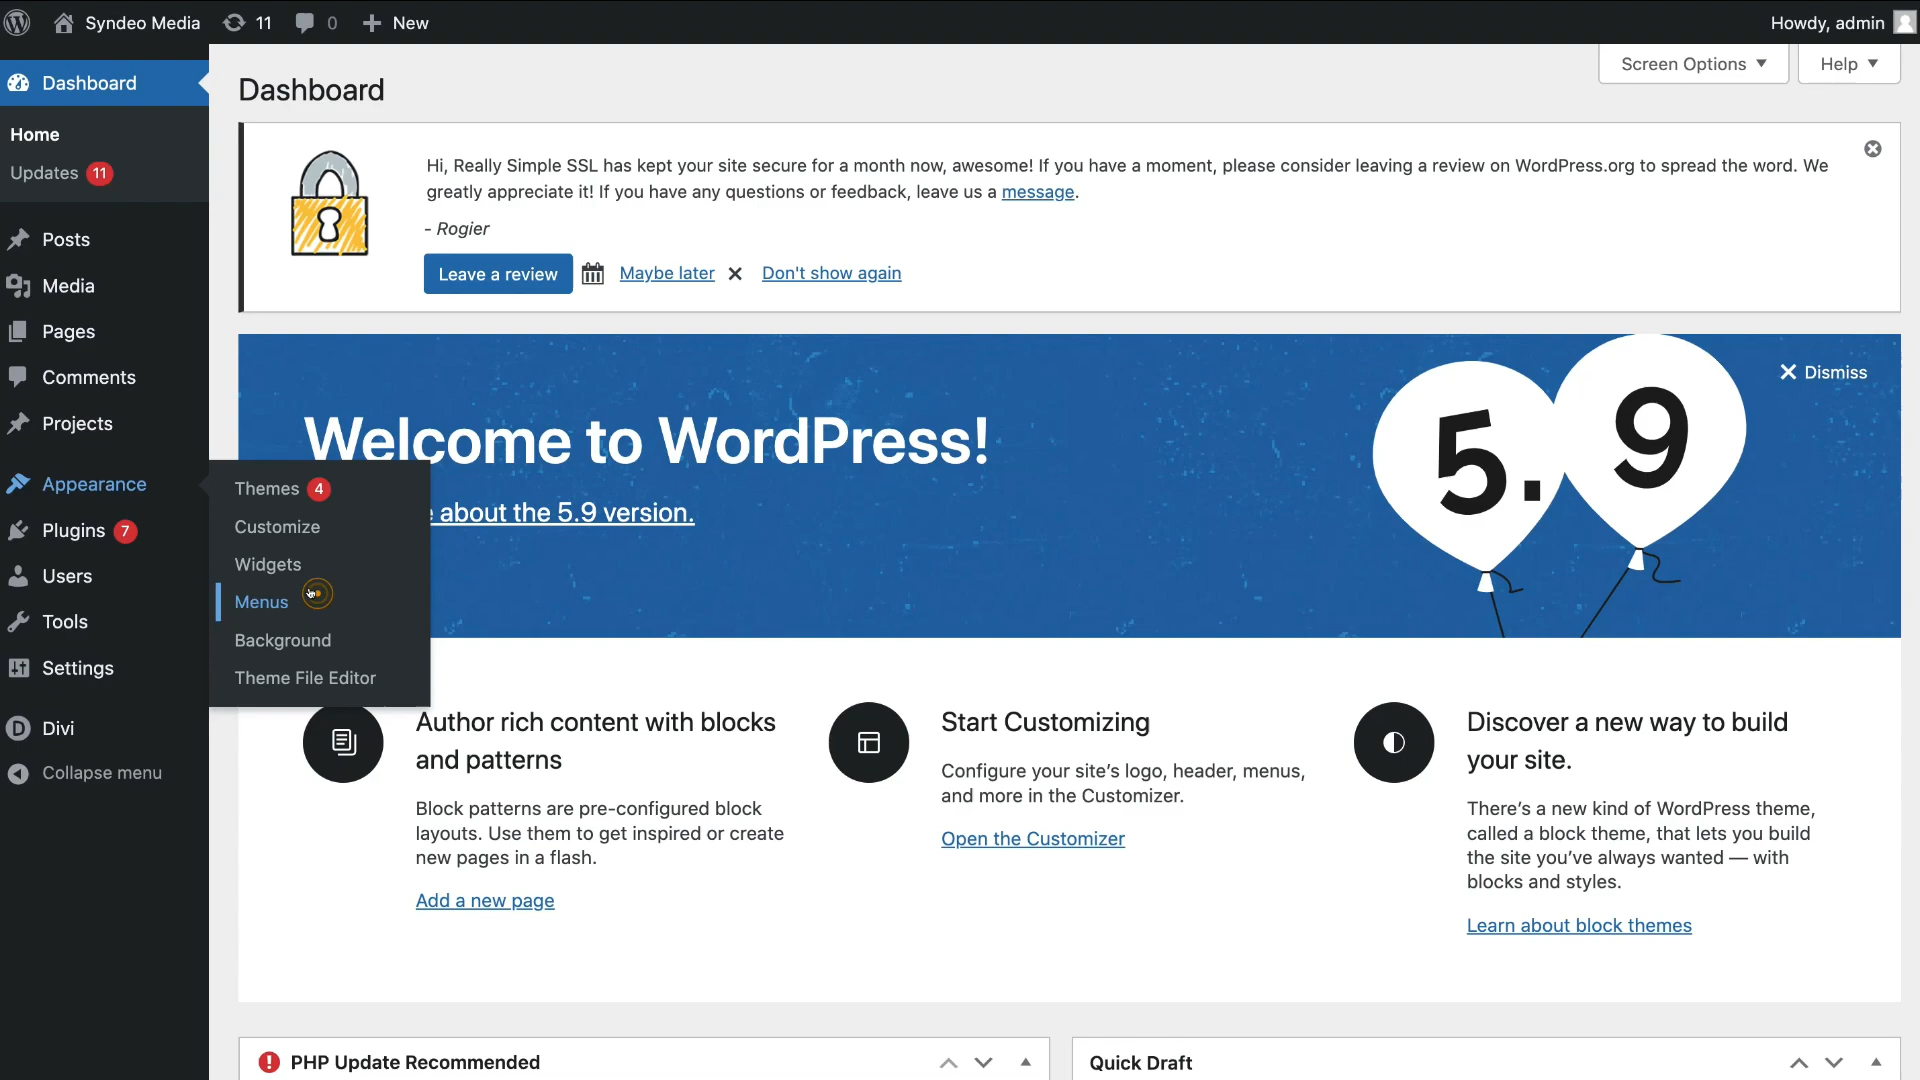 Syndeo Media 11 0 New Howdy, admin
Screen Options Help
Dashboard
Home
Updates 11
Posts
Media
Pages
Comments
Projects
Appearance
Plugins 7
Users
Tools
Settings
Divi
Collapse menu
Themes 4
Customize
Widgets
Menus
Background
Theme File Editor
Dashboard
Hi, Really Simple SSL has kept your site secure for a month now, awesome! If you have a moment, please consider leaving a review on WordPress.org to spread the word. We
greatly appreciate it! If you have any questions or feedback, leave us a message.
- Rogier
Leave a review Maybe later Don't show again
Dismiss
Welcome to WordPress!
about the 5.9 version.
5.9
Author rich content with blocks
and patterns
Block patterns are pre-configured block
layouts. Use them to get inspired or create
new pages in a flash.
Add a new page
Start Customizing
Configure your site's logo, header, menus,
and more in the Customizer.
Open the Customizer
Discover a new way to build
your site.
There's a new kind of WordPress theme,
called a block theme, that lets you build
the site you've always wanted — with
blocks and styles.
Learn about block themes
PHP Update Recommended
Quick Draft